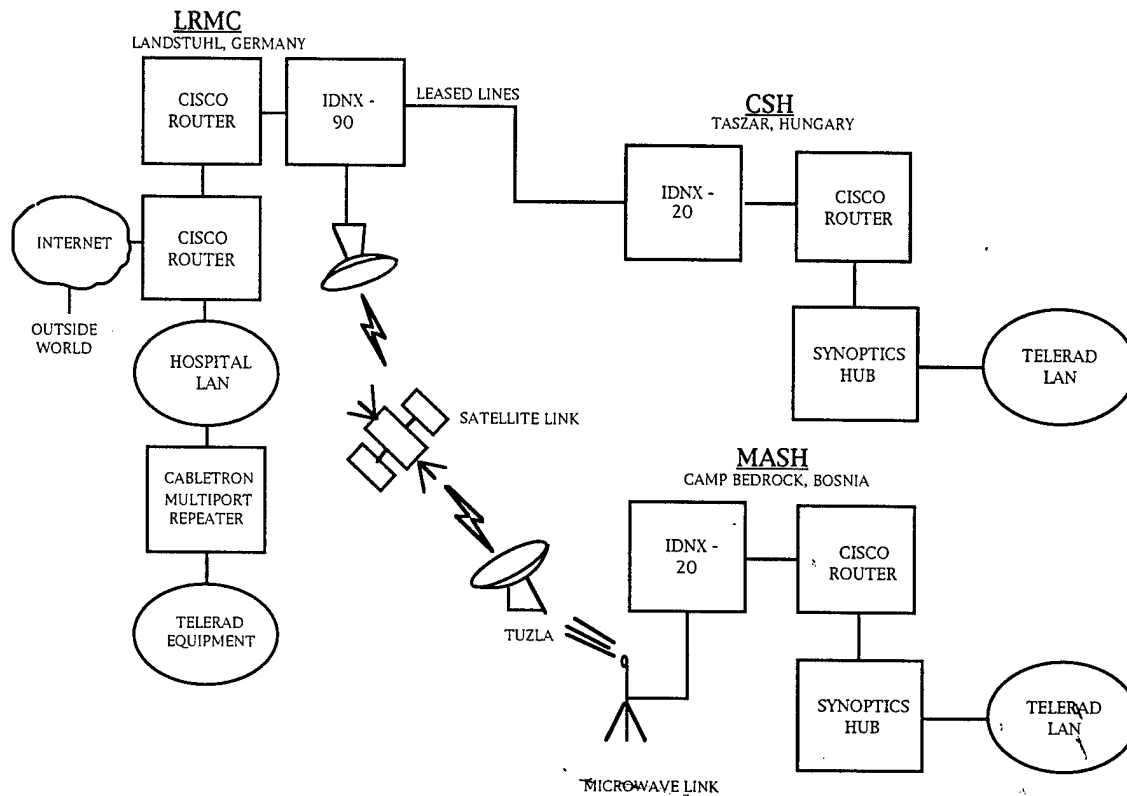 LRMC
LANDSTUHL, GERMANY
CISCO
ROUTER
IDNX -
90
LEASED LINES
CSH
TASZAR, HUNGARY
IDNX -
20
CISCO
ROUTER
INTERNET
CISCO
ROUTER
OUTSIDE
WORLD
HOSPITAL
LAN
SYNOPTICS
HUB
TELERAD
LAN
SATELLITE LINK
CABLETRON
MULTIPORT
REPEATER
MASH
CAMP BEDROCK, BOSNIA
IDNX -
20
CISCO
ROUTER
TELERAD
EQUIPMENT
TUZLA
SYNOPTICS
HUB
TELERAD
LAN
MICROWAVE LINK